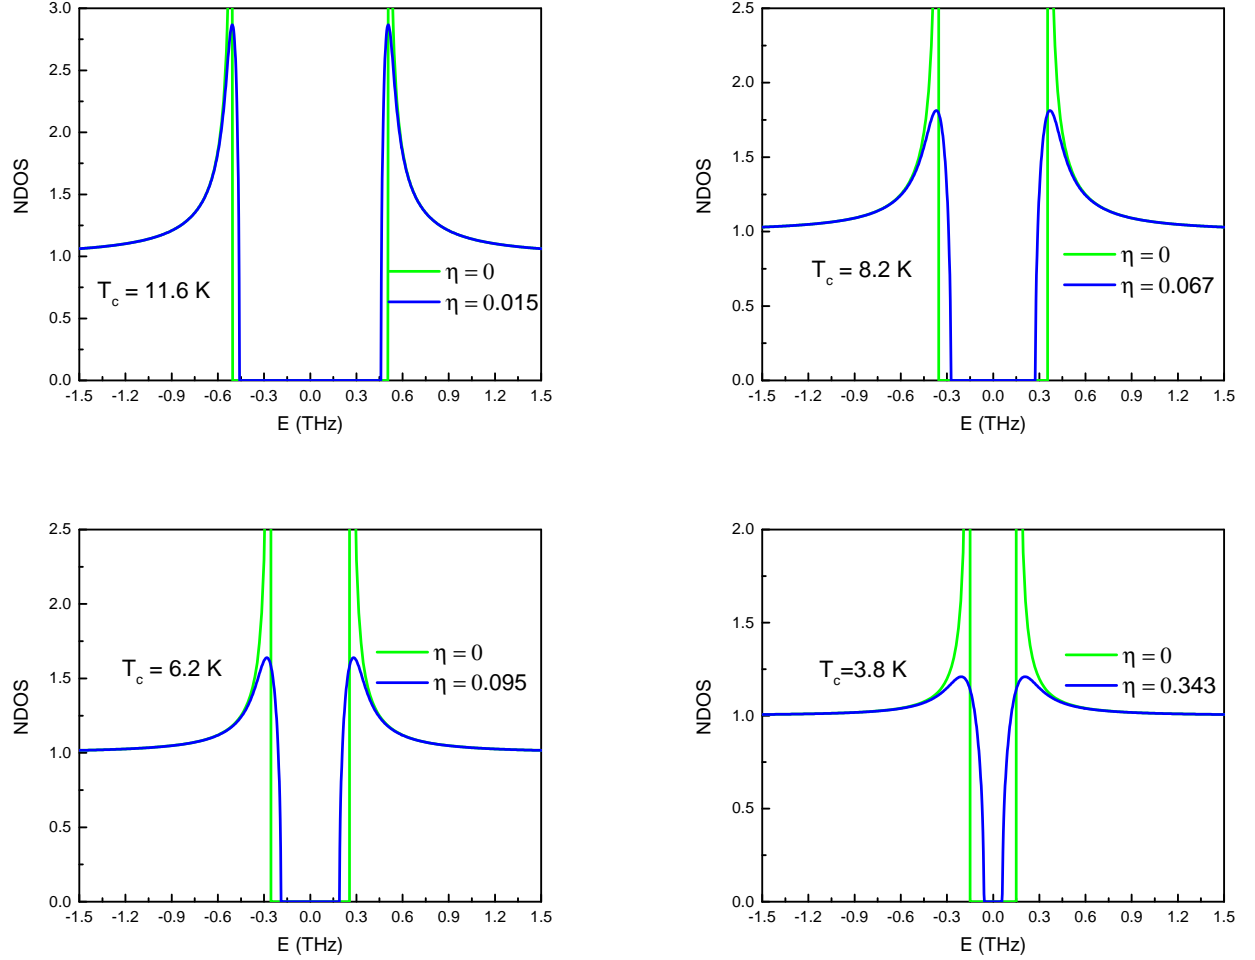 3.0
2.5
2.0
1.5
1.0
0.5
0.0
NDOS
T_c = 11.6 K
η = 0
η = 0.015
-1.5 -1.2 -0.9 -0.6 -0.3 0.0 0.3 0.6 0.9 1.2 1.5
E (THz)
2.5
2.0
1.5
1.0
0.5
0.0
NDOS
T_c = 8.2 K
η = 0
η = 0.067
-1.5 -1.2 -0.9 -0.6 -0.3 0.0 0.3 0.6 0.9 1.2 1.5
E (THz)
2.5
2.0
1.5
1.0
0.5
0.0
NDOS
T_c = 6.2 K
η = 0
η = 0.095
-1.5 -1.2 -0.9 -0.6 -0.3 0.0 0.3 0.6 0.9 1.2 1.5
E (THz)
2.0
1.5
1.0
0.5
0.0
NDOS
T_c=3.8 K
η = 0
η = 0.343
-1.5 -1.2 -0.9 -0.6 -0.3 0.0 0.3 0.6 0.9 1.2 1.5
E (THz)